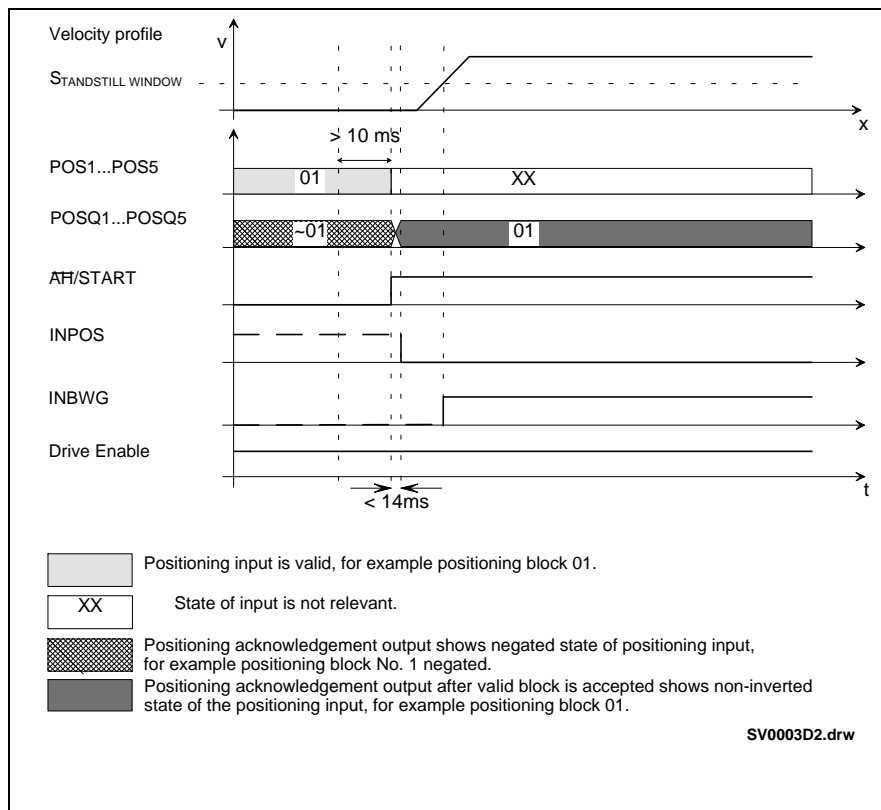 Velocity profile
v
STANDSTILL WINDOW
x
> 10 ms
POS1...POS5
01
XX
POSQ1...POSQ5
~01
01
AH/START
INPOS
INBWG
Drive Enable
t
< 14ms
Positioning input is valid, for example positioning block 01.
XX
State of input is not relevant.
Positioning acknowledgement output shows negated state of positioning input,
for example positioning block No. 1 negated.
Positioning acknowledgement output after valid block is accepted shows non-inverted
state of the positioning input, for example positioning block 01.
SV0003D2.drw